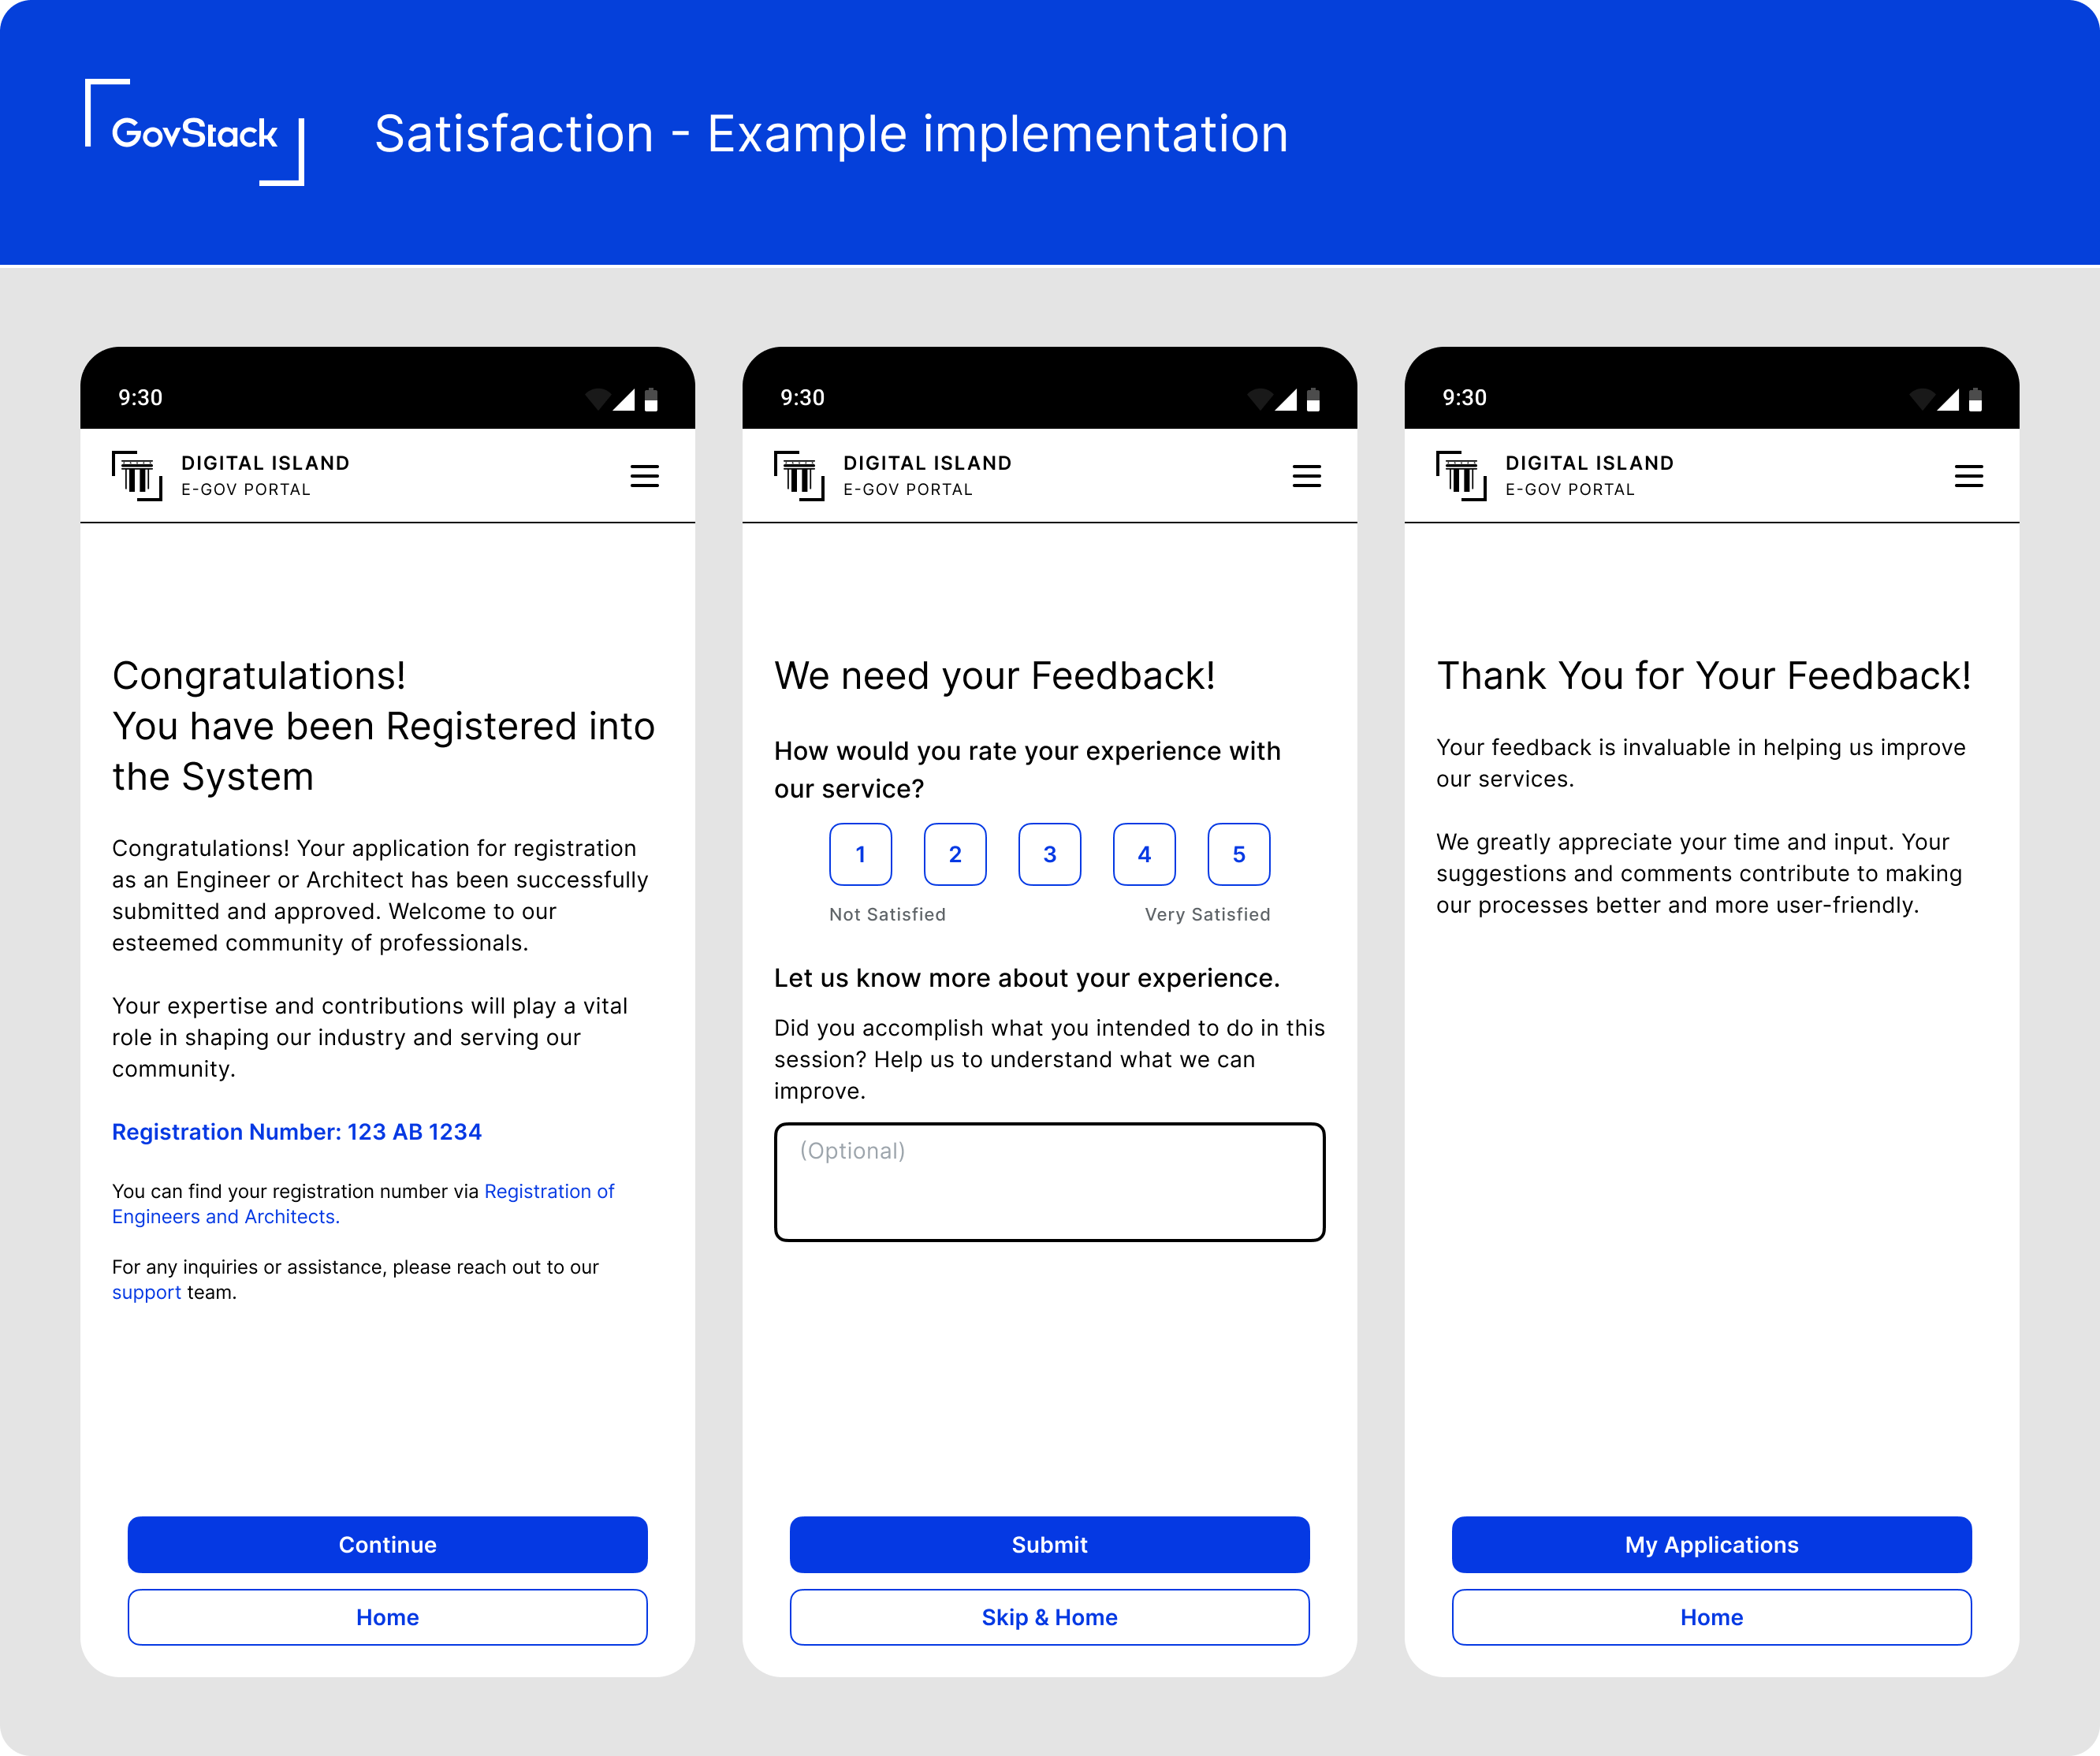 GovStack
Satisfaction - Example implementation
9:30
DIGITAL ISLAND
E-GOV PORTAL
Congratulations!
You have been Registered into
the System
Congratulations! Your application for registration
as an Engineer or Architect has been successfully
submitted and approved. Welcome to our
esteemed community of professionals.
Your expertise and contributions will play a vital
role in shaping our industry and serving our
community.
Registration Number: 123 AB 1234
You can find your registration number via Registration of
Engineers and Architects.
For any inquiries or assistance, please reach out to our
support team.
Continue
Home
9:30
DIGITAL ISLAND
E-GOV PORTAL
We need your Feedback!
How would you rate your experience with
our service?
1 2 3 4 5
Not Satisfied Very Satisfied
Let us know more about your experience.
Did you accomplish what you intended to do in this
session? Help us to understand what we can
improve.
(Optional)
Submit
Skip & Home
9:30
DIGITAL ISLAND
E-GOV PORTAL
Thank You for Your Feedback!
Your feedback is invaluable in helping us improve
our services.
We greatly appreciate your time and input. Your
suggestions and comments contribute to making
our processes better and more user-friendly.
My Applications
Home